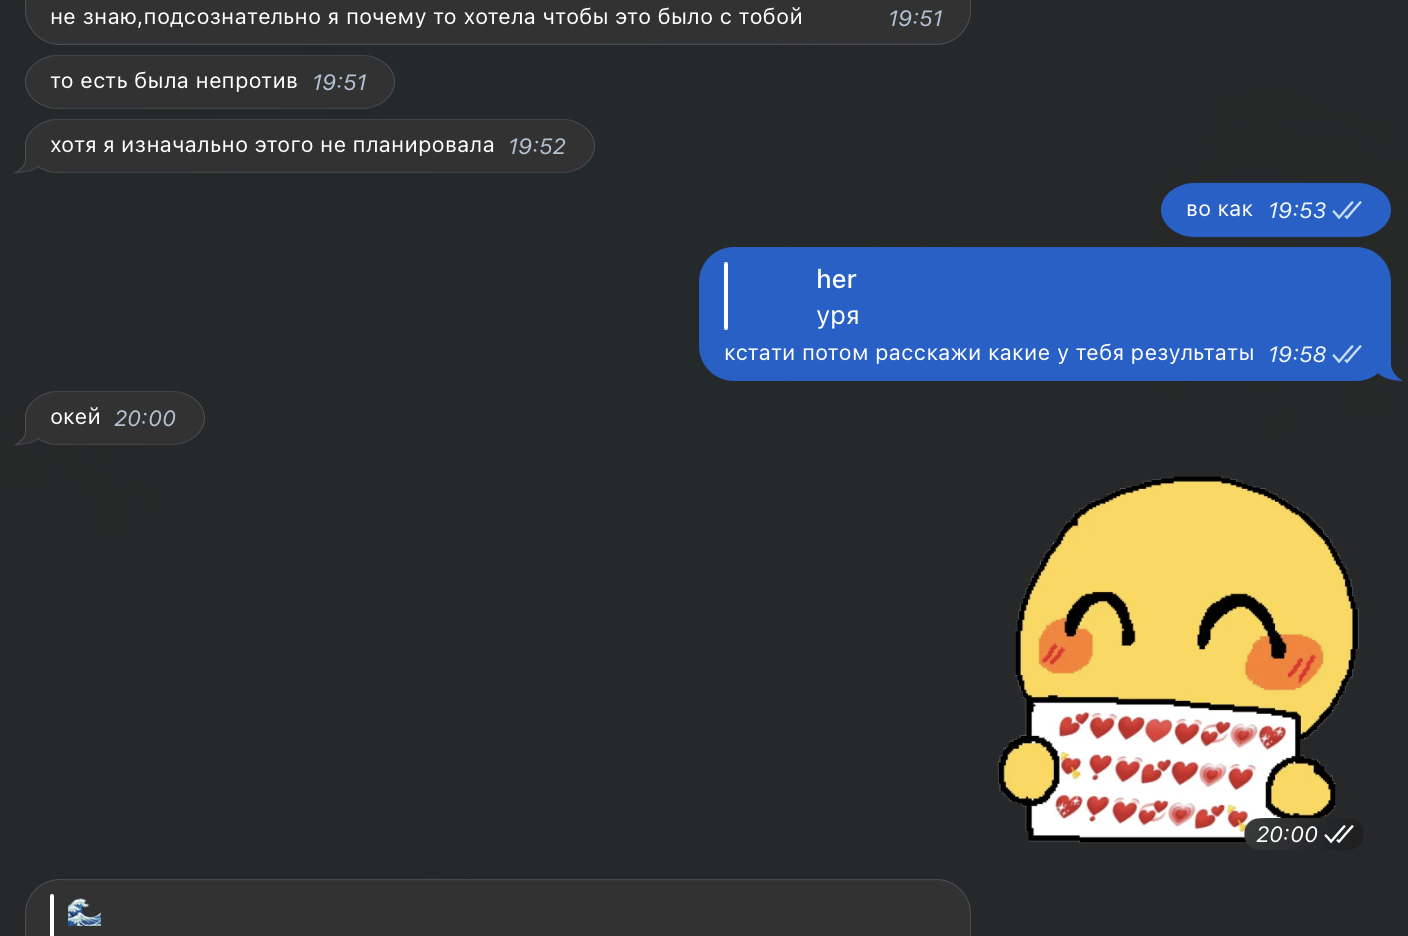 не знаю,подсознательно я почему то хотела чтобы это было с тобой 19:51
то есть была непротив 19:51
хотя я изначально этого не планировала 19:52
во как 19:53
her
уря
кстати потом расскажи какие у тебя результаты 19:58
окей 20:00
20:00